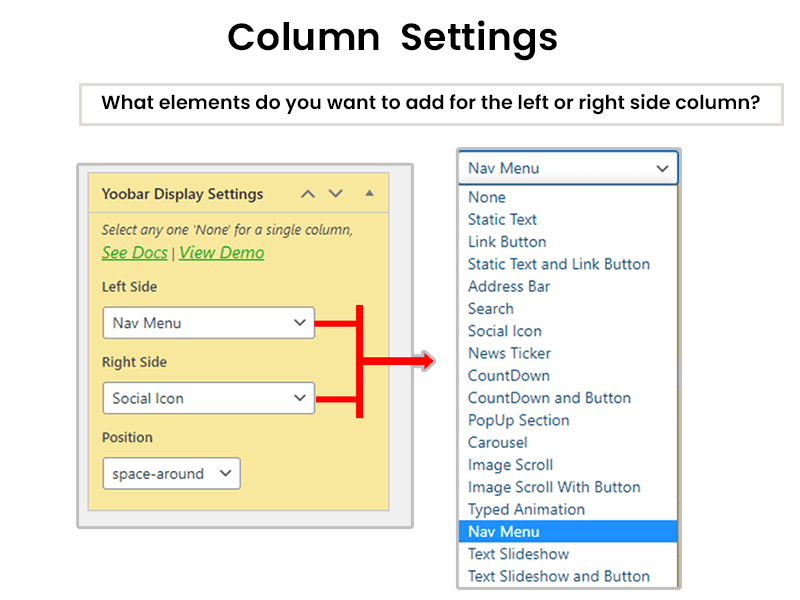 Column Settings
What elements do you want to add for the left or right side column?
Yoobar Display Settings
Select any one 'None' for a single column,
See Docs | View Demo
Left Side
Nav Menu
Right Side
Social Icon
Position
space-around
Nav Menu
None
Static Text
Link Button
Static Text and Link Button
Address Bar
Search
Social Icon
News Ticker
CountDown
CountDown and Button
PopUp Section
Carousel
Image Scroll
Image Scroll With Button
Typed Animation
Nav Menu
Text Slideshow
Text Slideshow and Button